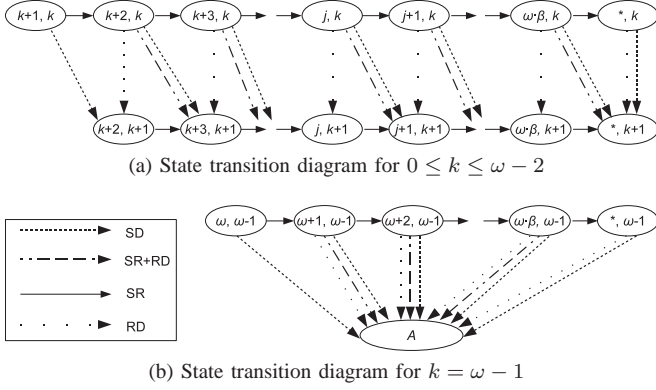 k+1, k k+2, k k+3, k j, k j+1, k ω·β, k *, k
k+2, k+1 k+3, k+1 j, k+1 j+1, k+1 ω·β, k+1 *, k+1
(a) State transition diagram for 0 ≤ k ≤ ω − 2
ω, ω-1 ω+1, ω-1 ω+2, ω-1 ω·β, ω-1 *, ω-1
SD
SR+RD
SR
RD
A
(b) State transition diagram for k = ω − 1